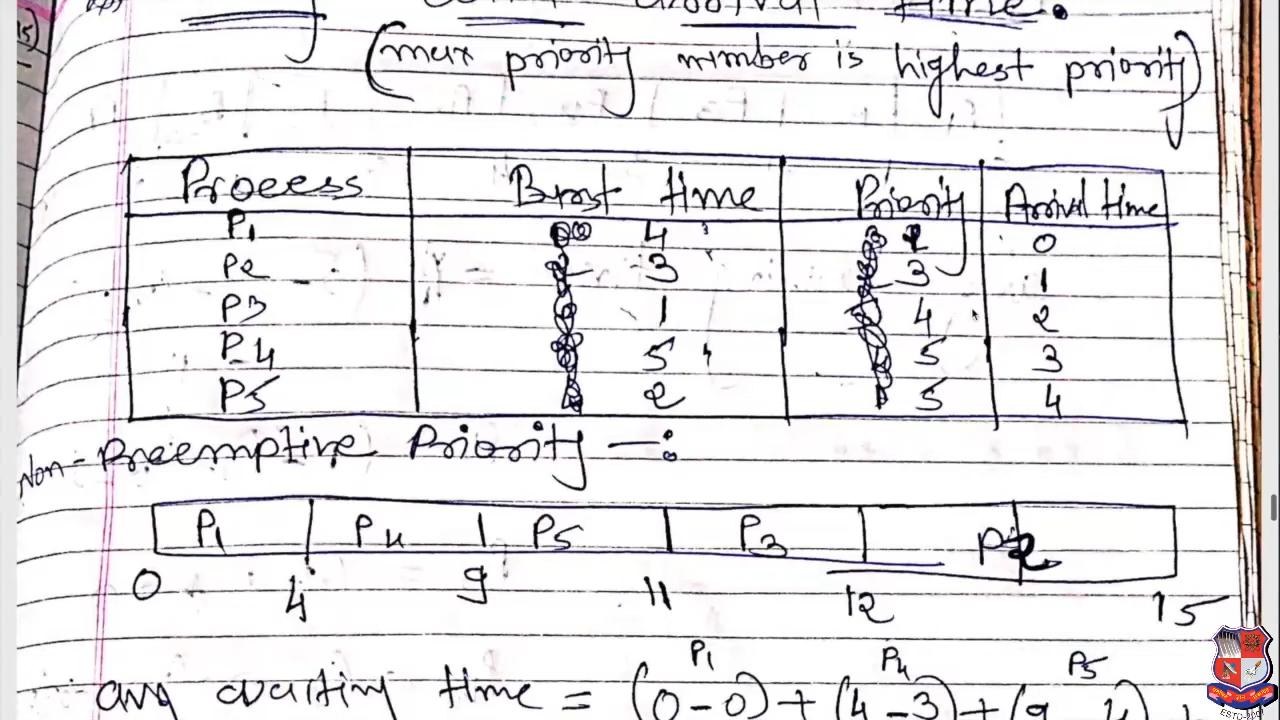 time.
(max priority number is highest priority)
Process Burst time Priority Arrival time
P1 4 2 0
P2 3 3 1
P3 1 4 2
P4 5 5 3
P5 2 5 4
Non-Preemptive Priority —:
P1 P4 P5 P3 P2
0 4 9 11 12 15
P1 P4 P5
avg waiting time = (0-0) + (4-3) + (9-4) +